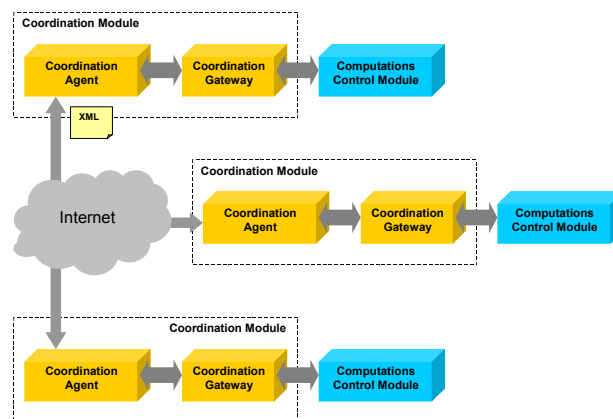 Coordination Module
Coordination
Agent
Coordination
Gateway
Computations
Control Module
XML
Coordination Module
Internet
Coordination
Agent
Coordination
Gateway
Computations
Control Module
Coordination Module
Coordination
Agent
Coordination
Gateway
Computations
Control Module